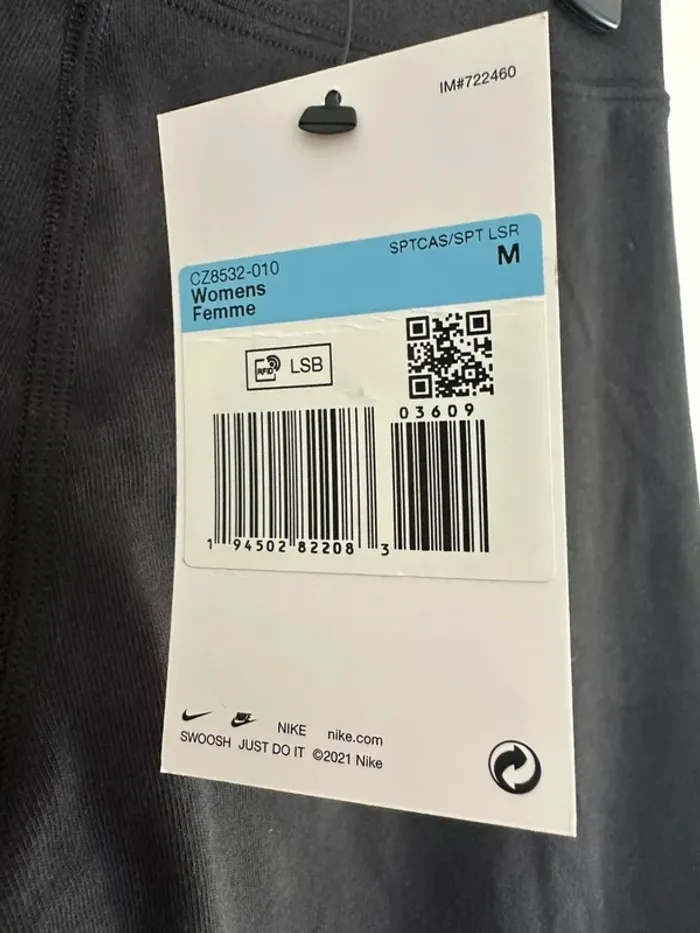 IM#722460
SPTCAS/SPT LSR
CZ8532-010
M
Womens
Femme
RFID LSB
03609
1 94502 82208 3
NIKE nike.com
SWOOSH JUST DO IT ©2021 Nike